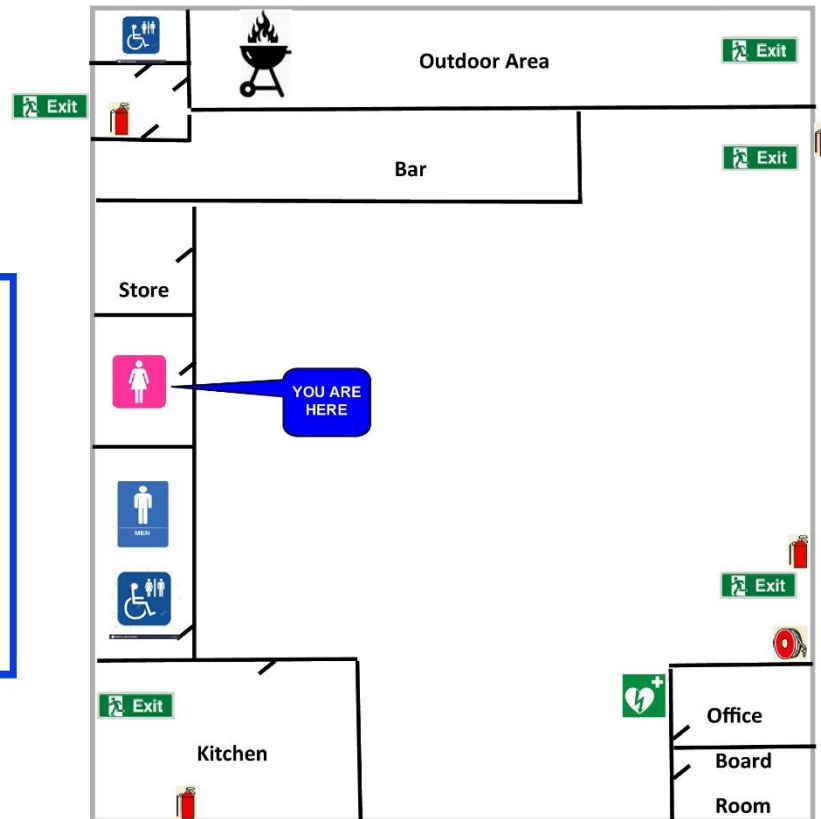 Outdoor Area
Exit
Exit
Bar
Exit
Store
YOU ARE
HERE
MEN
Exit
Exit
Office
Kitchen
Board
Room